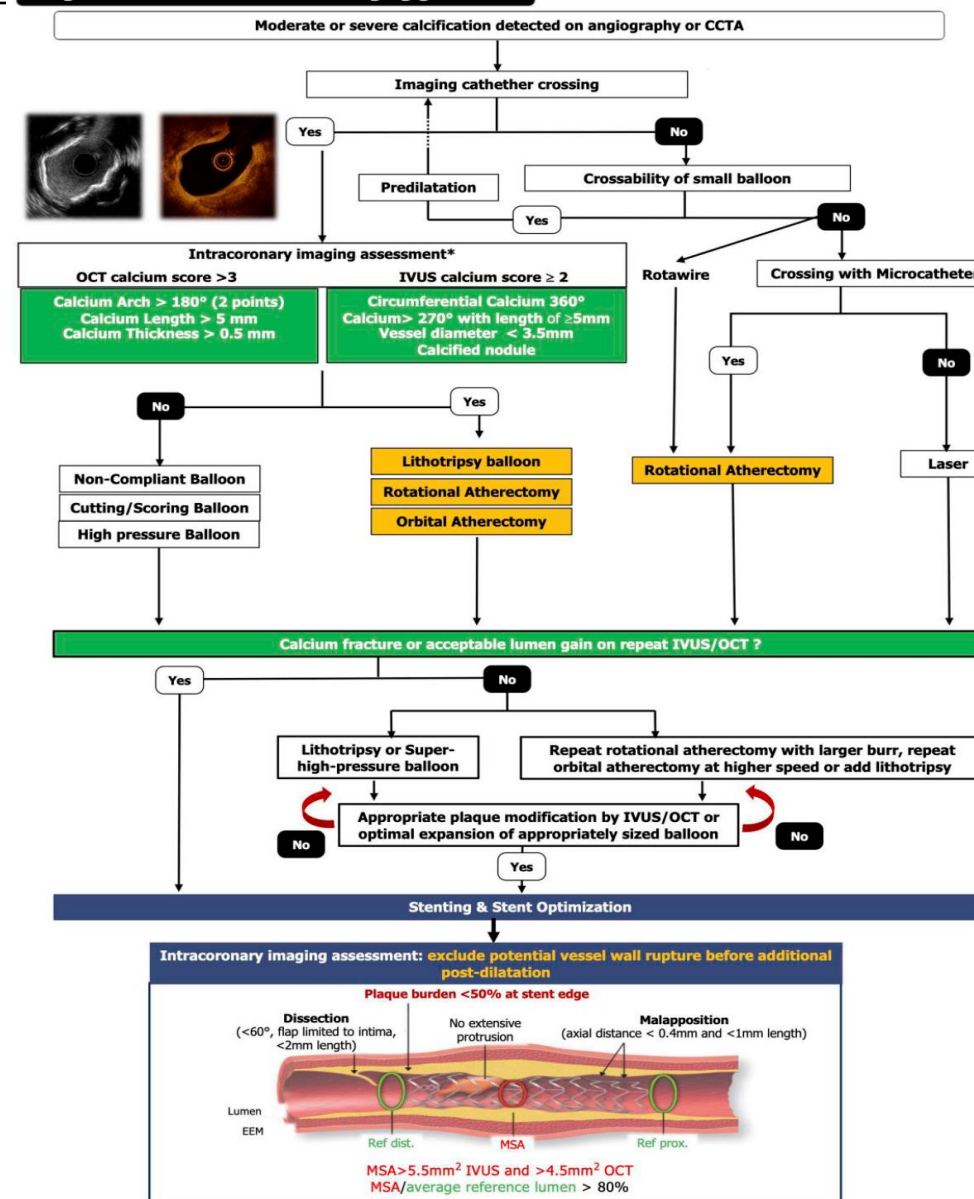 Moderate or severe calcification detected on angiography or CCTA
Imaging cathether crossing
Yes
No
Predilatation
Crossability of small balloon
Yes
No
Intracoronary imaging assessment*
OCT calcium score >3
IVUS calcium score ≥ 2
Rotawire
Crossing with Microcatheter
Calcium Arch > 180° (2 points)
Calcium Length > 5 mm
Calcium Thickness > 0.5 mm
Circumferential Calcium 360°
Calcium> 270° with length of ≥5mm
Vessel diameter < 3.5mm
Calcified nodule
Yes
No
No
Yes
Non-Compliant Balloon
Cutting/Scoring Balloon
High pressure Balloon
Lithotripsy balloon
Rotational Atherectomy
Orbital Atherectomy
Rotational Atherectomy
Laser
Calcium fracture or acceptable lumen gain on repeat IVUS/OCT ?
Yes
No
Lithotripsy or Super-
high-pressure balloon
Repeat rotational atherectomy with larger burr, repeat
orbital atherectomy at higher speed or add lithotripsy
No
Appropriate plaque modification by IVUS/OCT or
optimal expansion of appropriately sized balloon
No
Yes
Stenting & Stent Optimization
Intracoronary imaging assessment: exclude potential vessel wall rupture before additional
post-dilatation
Plaque burden <50% at stent edge
Dissection
(<60°, flap limited to intima,
<2mm length)
No extensive
protrusion
Malapposition
(axial distance < 0.4mm and <1mm length)
Lumen
EEM
Ref dist.
MSA
Ref prox.
MSA>5.5mm² IVUS and >4.5mm² OCT
MSA/average reference lumen > 80%